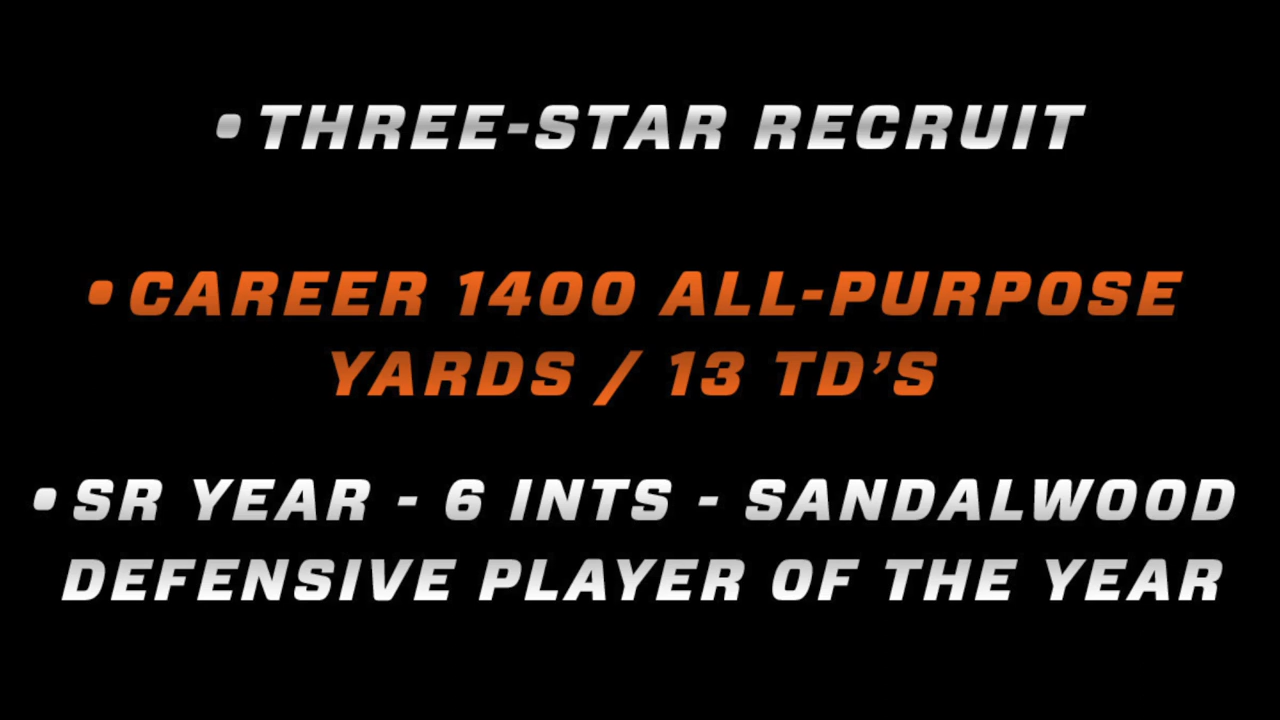 • THREE-STAR RECRUIT
• CAREER 1400 ALL-PURPOSE
YARDS / 13 TD’S
• SR YEAR - 6 INTS - SANDALWOOD
DEFENSIVE PLAYER OF THE YEAR